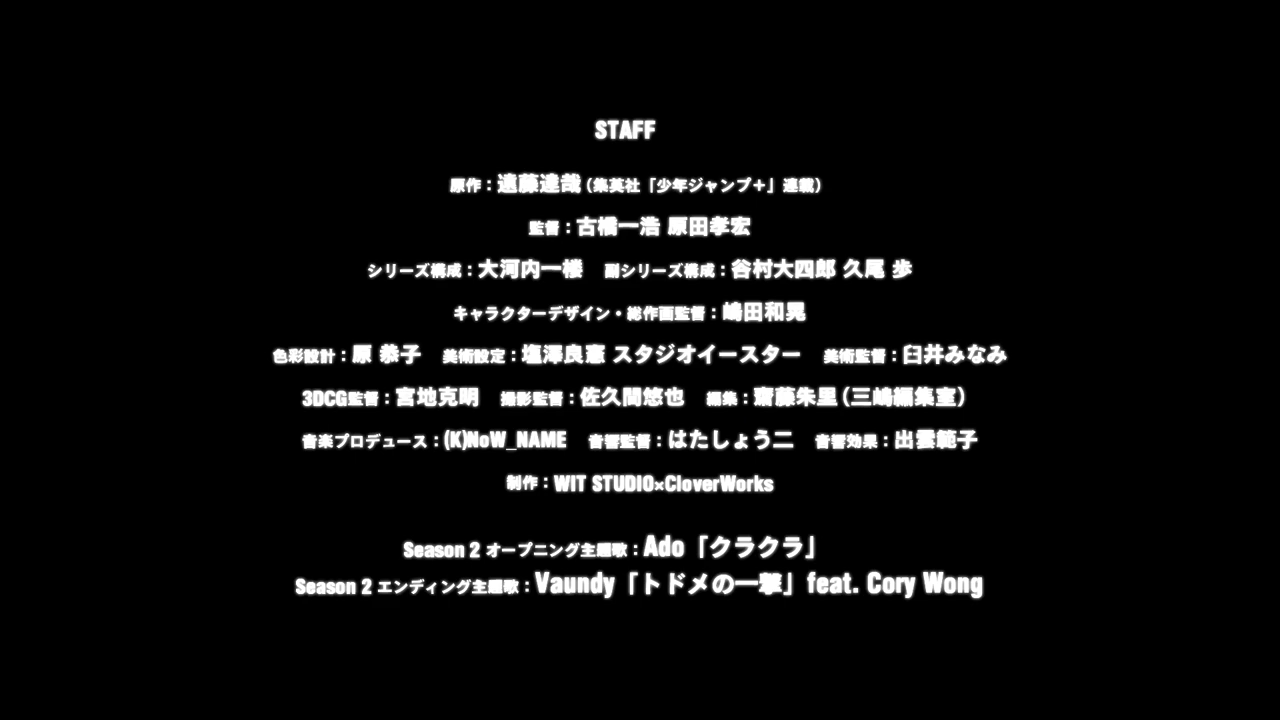 STAFF
原作：遠藤達哉（集英社「少年ジャンプ＋」連載）
監督：古橋一浩 原田孝宏
シリーズ構成：大河内一楼　副シリーズ構成：谷村大四郎 久尾 歩
キャラクターデザイン・総作画監督：嶋田和晃
色彩設計：原 恭子　美術設定：塩澤良憲 スタジオイースター　美術監督：臼井みなみ
3DCG監督：宮地克明　撮影監督：佐久間悠也　編集：齋藤朱里（三嶋編集室）
音楽プロデュース：(K)NoW_NAME　音響監督：はたしょう二　音響効果：出雲範子
制作：WIT STUDIO×CloverWorks
Season 2 オープニング主題歌：Ado「クラクラ」
Season 2 エンディング主題歌：Vaundy「トドメの一撃」feat. Cory Wong